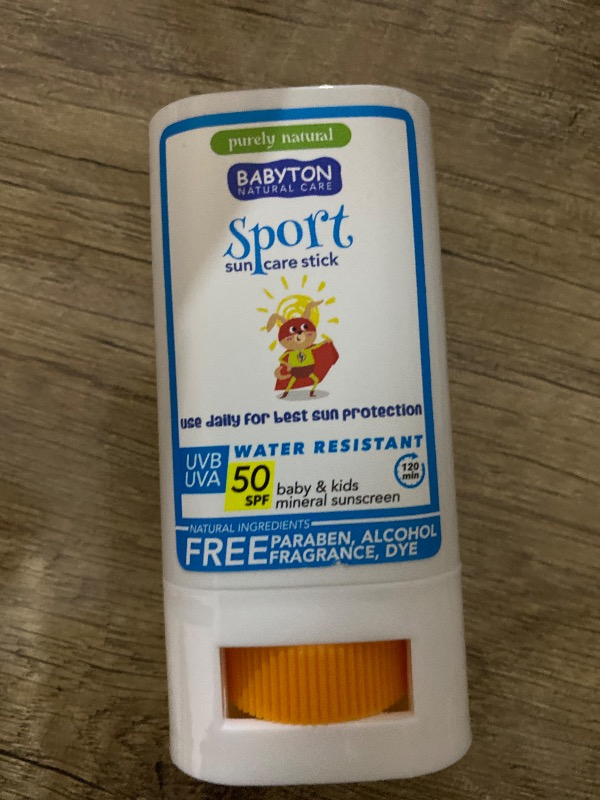 purely natural
BABYTON
NATURAL CARE
Sport
sun care stick
use daily for best sun protection
WATER RESISTANT
UVB
UVA
50
SPF
baby & kids
mineral sunscreen
120
min
NATURAL INGREDIENTS
FREE
PARABEN, ALCOHOL
FRAGRANCE, DYE